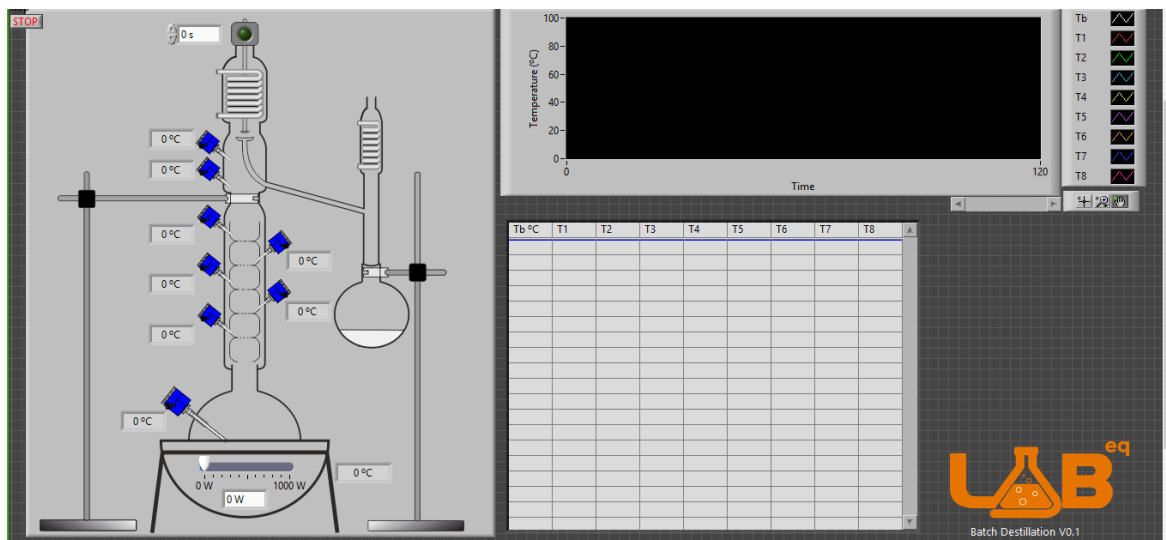 STOP
0 s
0 ºC
0 ºC
0 ºC
0 ºC
0 ºC
0 ºC
0 ºC
0 ºC
0 ºC
0 W
1000 W
0 W
100
80
60
40
20
0
Temperature (ºC)
0
120
Time
Tb
T1
T2
T3
T4
T5
T6
T7
T8
Tb ºC T1 T2 T3 T4 T5 T6 T7 T8
LAB eq
Batch Destillation V0.1